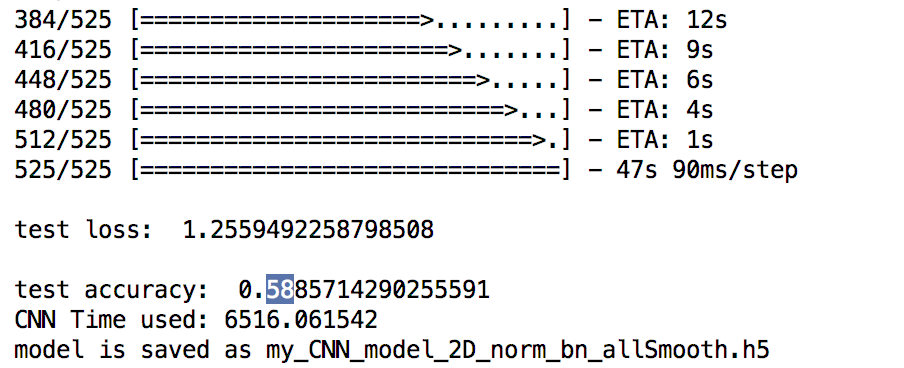 384/525 [====================>.........] - ETA: 12s
416/525 [======================>.......] - ETA: 9s
448/525 [========================>.....] - ETA: 6s
480/525 [==========================>...] - ETA: 4s
512/525 [============================>.] - ETA: 1s
525/525 [==============================] - 47s 90ms/step
test loss:  1.2559492258798508
test accuracy:  0.5885714290255591
CNN Time used: 6516.061542
model is saved as my_CNN_model_2D_norm_bn_allSmooth.h5